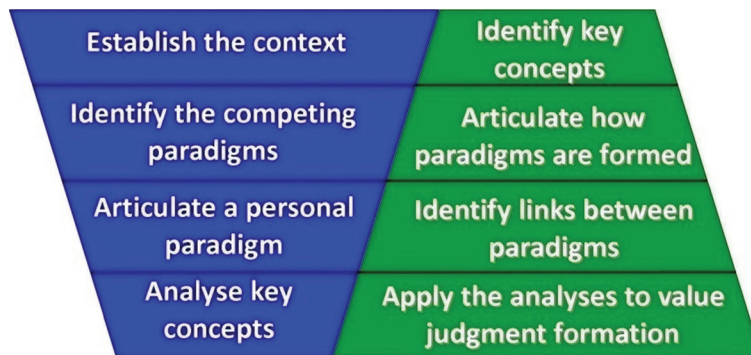 Establish the context
Identify the competing
paradigms
Articulate a personal
paradigm
Analyse key
concepts
Identify key
concepts
Articulate how
paradigms are formed
Identify links between
paradigms
Apply the analyses to value
judgment formation